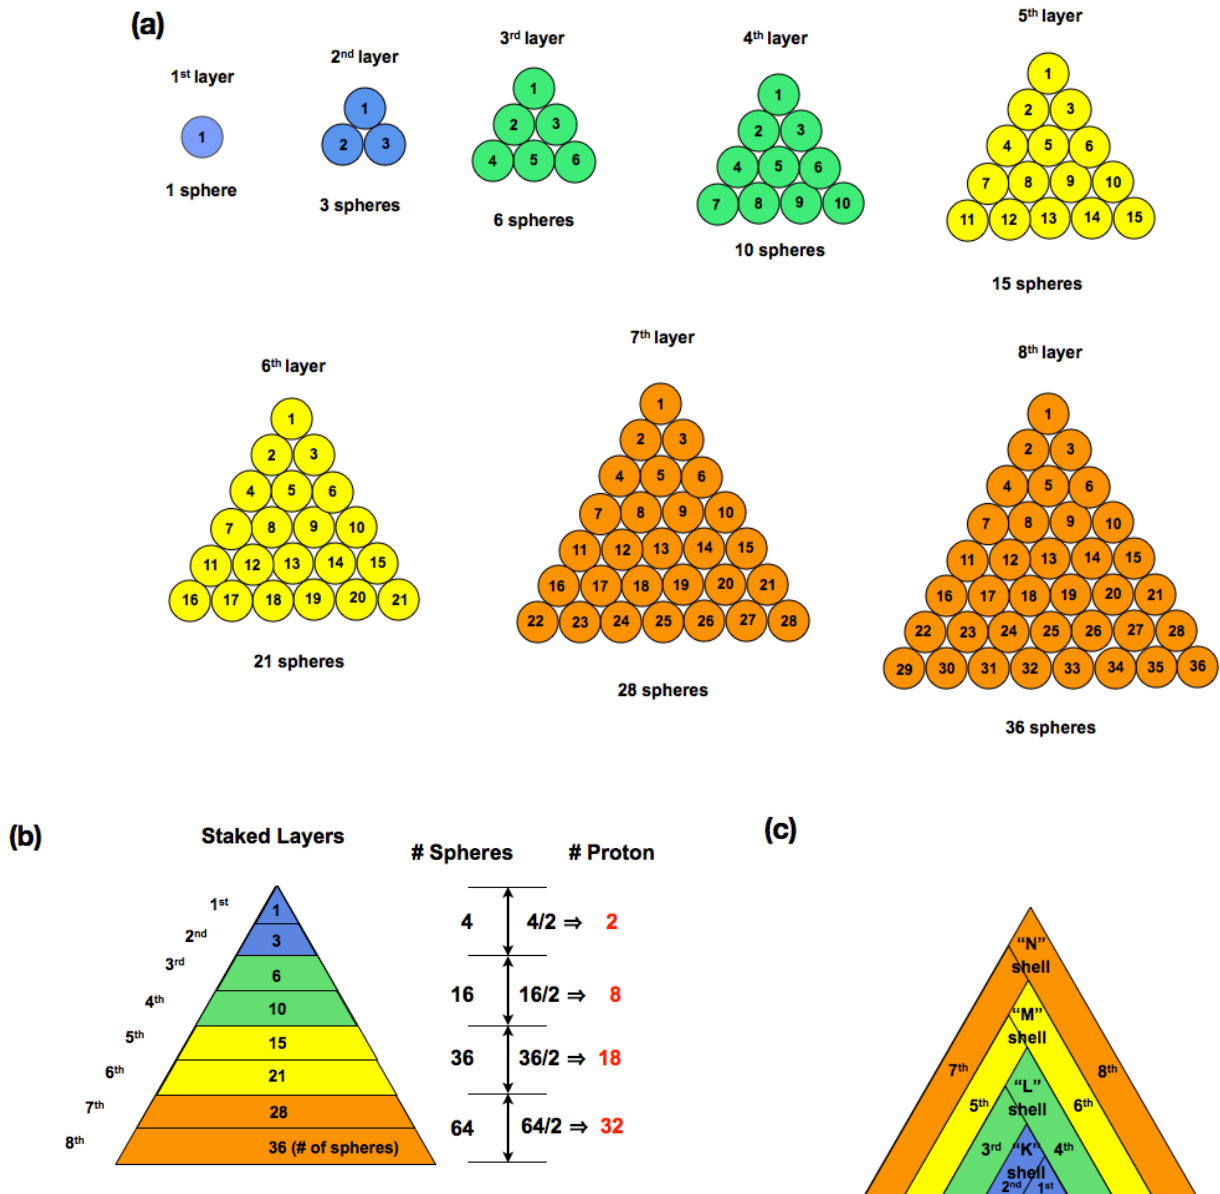 (a)
1st layer
1
1 sphere
2nd layer
1
2 3
3 spheres
3rd layer
1
2 3
4 5 6
6 spheres
4th layer
1
2 3
4 5 6
7 8 9 10
10 spheres
5th layer
1
2 3
4 5 6
7 8 9 10
11 12 13 14 15
15 spheres
6th layer
1
2 3
4 5 6
7 8 9 10
11 12 13 14 15
16 17 18 19 20 21
21 spheres
7th layer
1
2 3
4 5 6
7 8 9 10
11 12 13 14 15
16 17 18 19 20 21
22 23 24 25 26 27 28
28 spheres
8th layer
1
2 3
4 5 6
7 8 9 10
11 12 13 14 15
16 17 18 19 20 21
22 23 24 25 26 27 28
29 30 31 32 33 34 35 36
36 spheres
(b)
Staked Layers
# Spheres # Proton
1st 1
2nd 3
4 4/2 ⇒ 2
3rd 6
4th 10
16 16/2 ⇒ 8
5th 15
6th 21
36 36/2 ⇒ 18
7th 28
8th 36 (# of spheres)
64 64/2 ⇒ 32
(c)
“N”
shell
“M”
shell
7th 8th
“L”
shell
5th 6th
“K”
shell
3rd 4th
2nd 1st